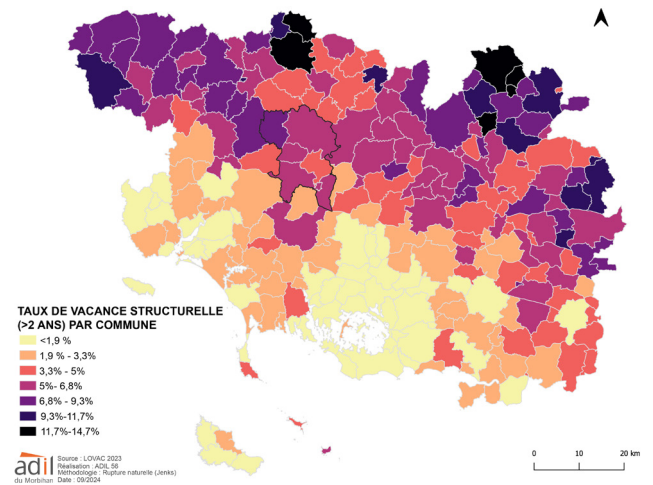 TAUX DE VACANCE STRUCTURELLE
(>2 ANS) PAR COMMUNE
<1,9 %
1,9 % - 3,3%
3,3% - 5%
5%- 6,8%
6,8% - 9,3%
9,3%-11,7%
11,7%-14,7%
adil
du Morbihan
Source : LOVAC 2023
Réalisation : ADIL 56
Méthodologie : Rupture naturelle (Jenks)
Date : 09/2024
0 10 20 km